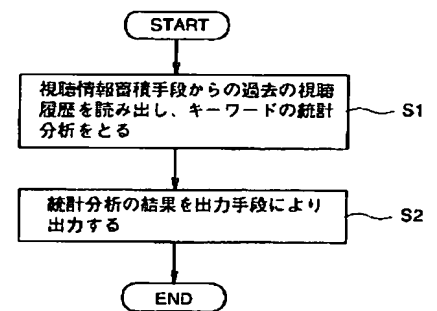 START
視聴情報蓄積手段からの過去の視聴
履歴を読み出し、キーワードの統計
分析をとる
S1
統計分析の結果を出力手段により
出力する
S2
END